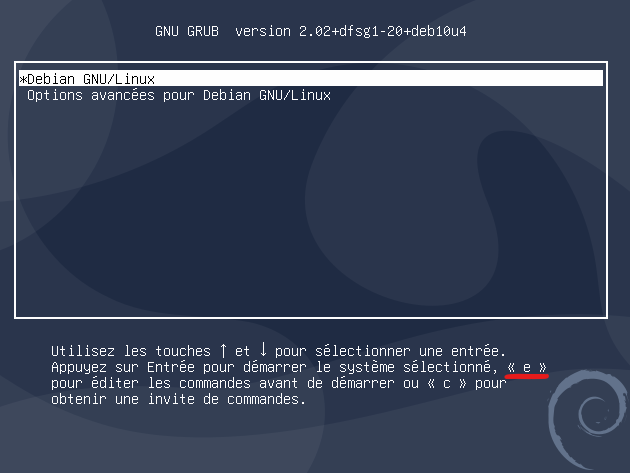 GNU GRUB  version 2.02+dfsg1-20+deb10u4
*Debian GNU/Linux
Options avancées pour Debian GNU/Linux
Utilisez les touches ↑ et ↓ pour sélectionner une entrée.
Appuyez sur Entrée pour démarrer le système sélectionné, « e »
pour éditer les commandes avant de démarrer ou « c » pour
obtenir une invite de commandes.